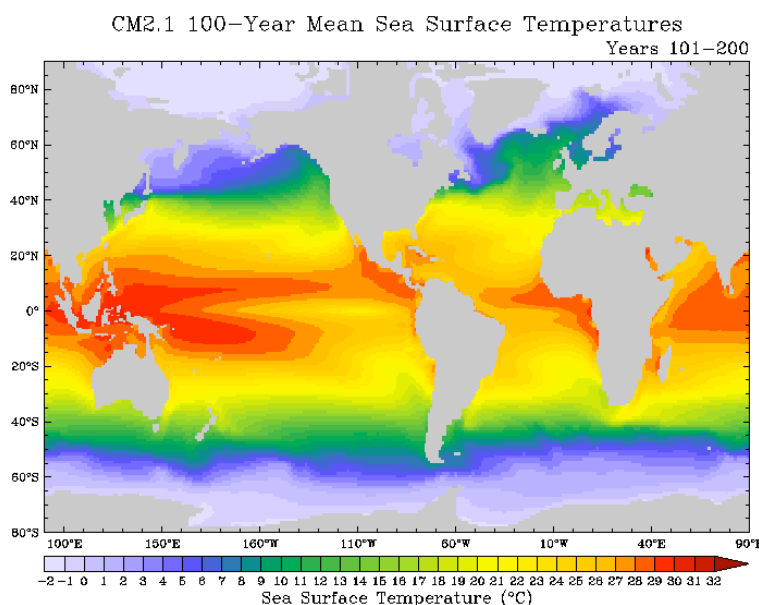 CM2.1 100-Year Mean Sea Surface Temperatures
Years 101-200
80°N
60°N
40°N
20°N
0°
20°S
40°S
60°S
80°S
100°E 150°E 160°W 110°W 60°W 10°W 40°E 90°E
-2 -1 0 1 2 3 4 5 6 7 8 9 10 11 12 13 14 15 16 17 18 19 20 21 22 23 24 25 26 27 28 29 30 31 32
Sea Surface Temperature (°C)